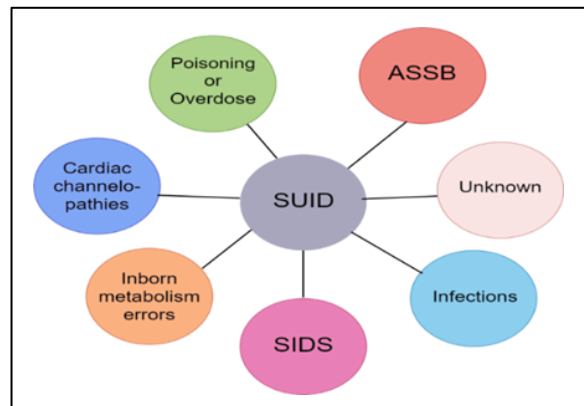 Poisoning
or
Overdose
ASSB
Cardiac
channelo-
pathies
SUID
Unknown
Inborn
metabolism
errors
Infections
SIDS